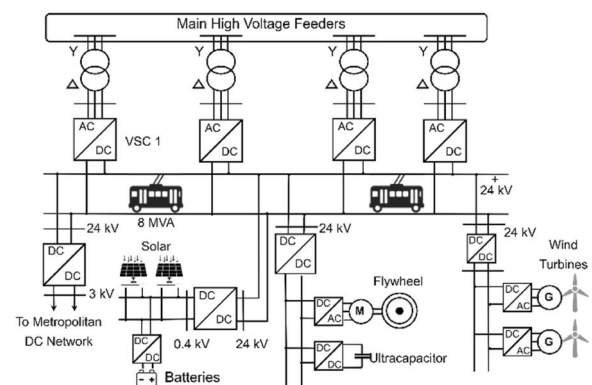 Main High Voltage Feeders
Y Y Y Y
Δ Δ Δ Δ
AC DC VSC 1 AC DC AC DC AC DC
+
24 kV
8 MVA
24 kV 24 kV 24 kV
DC DC
Solar
DC DC
DC DC
Wind
Turbines
3 kV
DC DC
Flywheel
DC AC G
To Metropolitan
DC Network
DC AC M
0.4 kV 24 kV
DC DC
DC DC Ultracapacitor
DC AC G
- +
Batteries